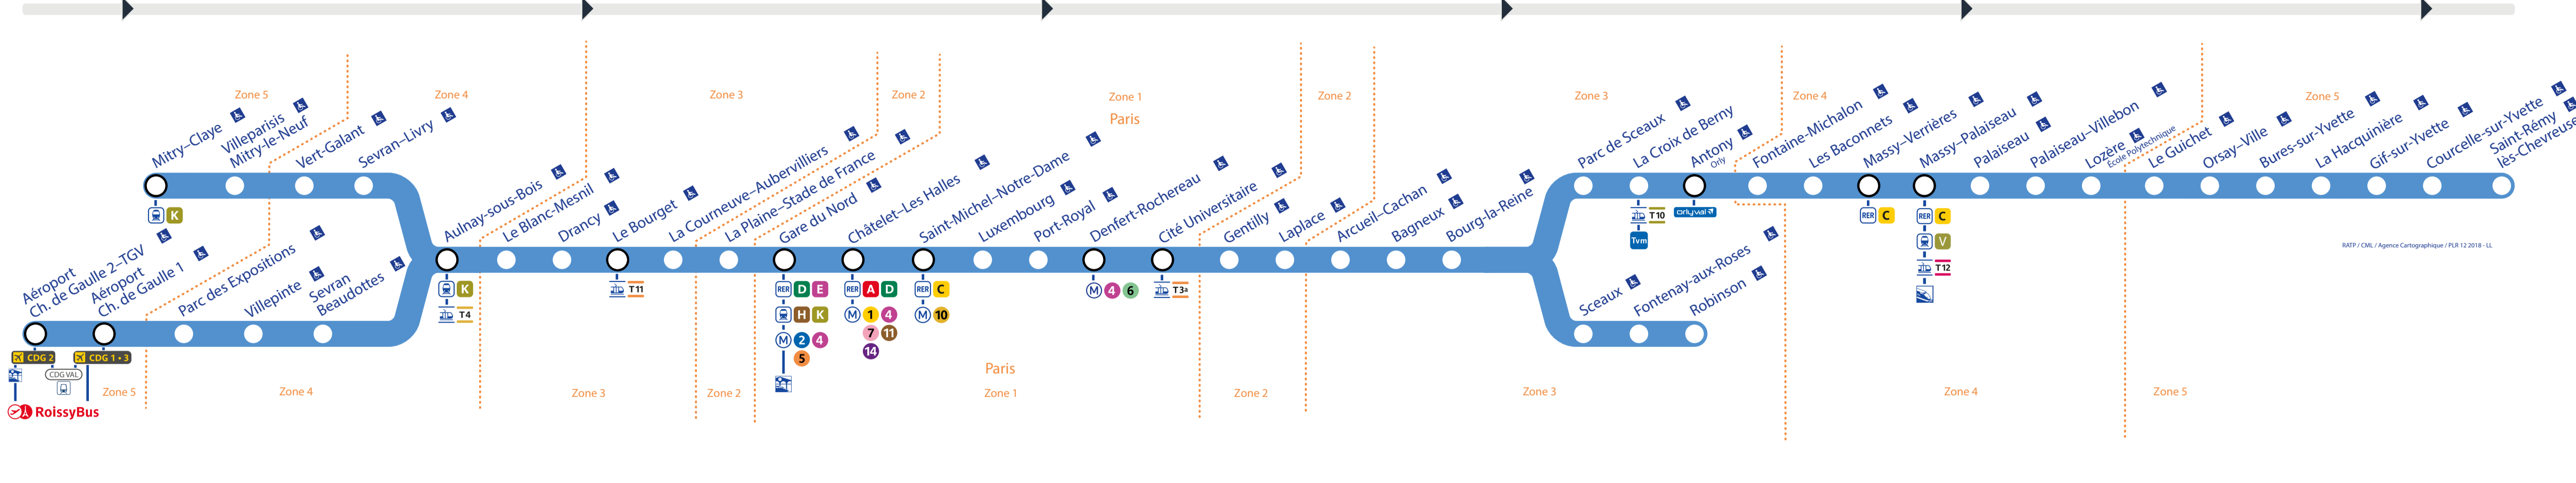 Zone 5
Zone 4
Zone 3
Zone 2
Zone 1
Paris
Zone 2
Zone 3
Zone 4
Zone 5
Mitry–Claye
Villeparisis
Mitry-le-Neuf
Vert-Galant
Sevran–Livry
K
Aéroport
Ch. de Gaulle 2–TGV
Aéroport
Ch. de Gaulle 1
Parc des Expositions
Villepinte
Sevran
Beaudottes
CDG 2
CDG 1 • 3
CDG VAL
RoissyBus
Aulnay-sous-Bois
K
T4
Le Blanc-Mesnil
Drancy
Le Bourget
T11
La Courneuve–Aubervilliers
La Plaine–Stade de France
Gare du Nord
RER D E
H K
M 2 4
5
Châtelet–Les Halles
RER A D
M 1 4
7 11
14
Saint-Michel–Notre-Dame
RER C
M 10
Luxembourg
Port-Royal
Denfert-Rochereau
M 4 6
Cité Universitaire
T3a
Gentilly
Laplace
Arcueil–Cachan
Bagneux
Bourg-la-Reine
Parc de Sceaux
La Croix de Berny
T10
Tvm
Antony
Orly
orlyval
Fontaine-Michalon
Les Baconnets
Massy–Verrières
RER C
Massy–Palaiseau
RER C
V
T12
Palaiseau
Palaiseau–Villebon
Lozère
École Polytechnique
Le Guichet
Orsay–Ville
Bures-sur-Yvette
La Hacquinière
Gif-sur-Yvette
Courcelle-sur-Yvette
Saint-Rémy
lès-Chevreuse
Sceaux
Fontenay-aux-Roses
Robinson
RATP / CML / Agence Cartographique / PLR 12 2018 - LL
Zone 5
Zone 4
Zone 3
Zone 2
Paris
Zone 1
Zone 2
Zone 3
Zone 4
Zone 5